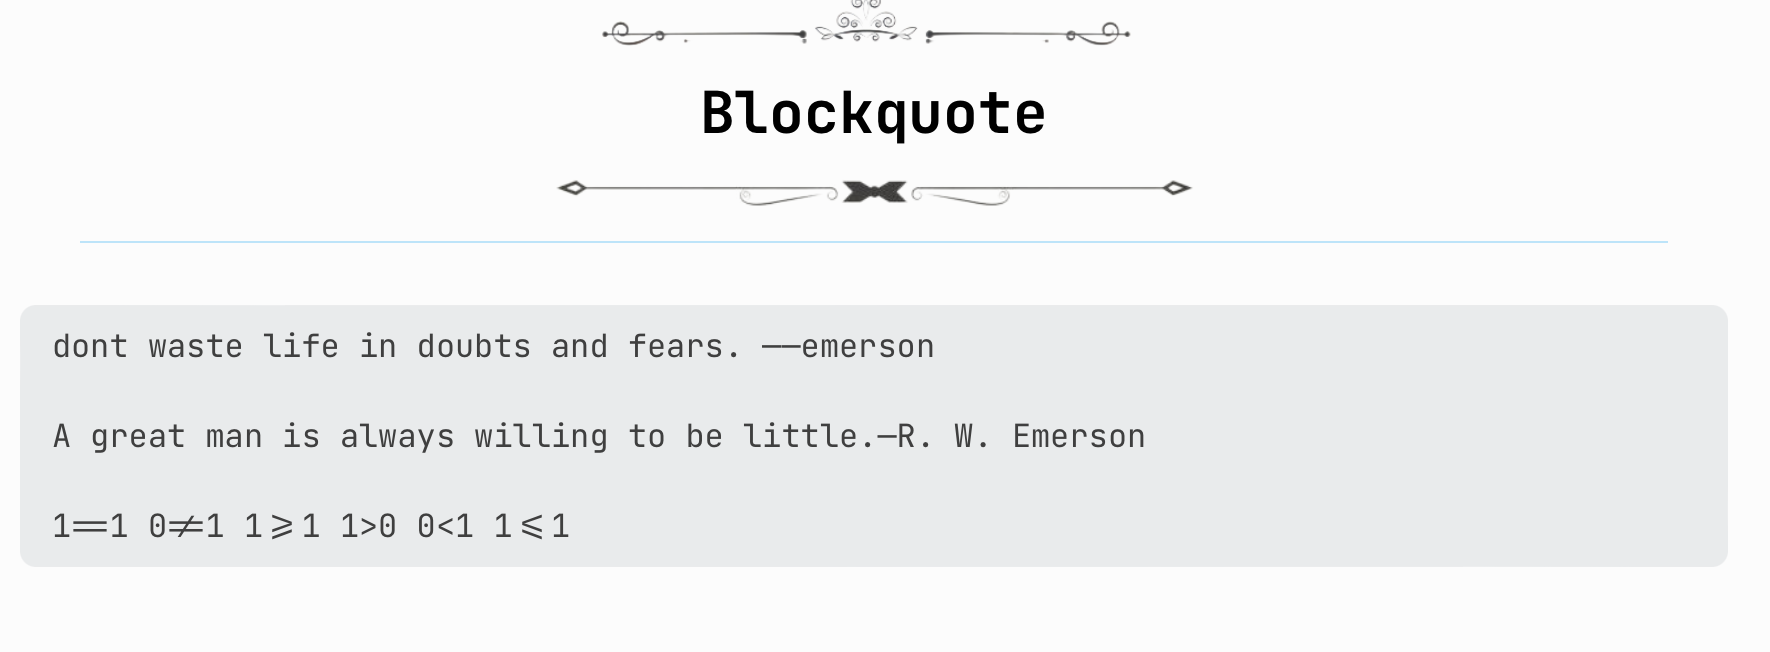 Blockquote
dont waste life in doubts and fears. ——emerson
A great man is always willing to be little.—R. W. Emerson
1==1 0≠1 1⩾1 1>0 0<1 1⩽1